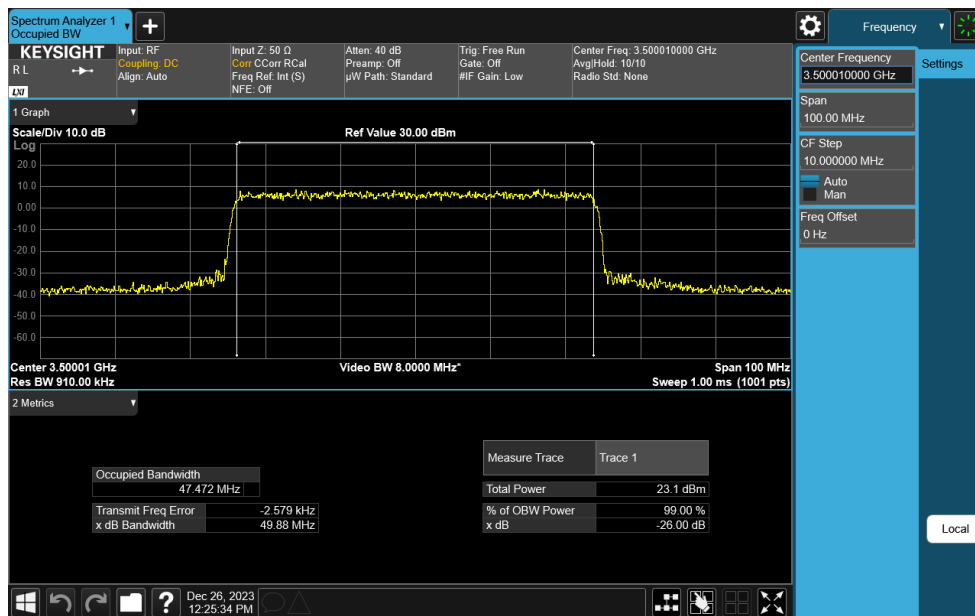 Spectrum Analyzer 1
Occupied BW
Frequency
KEYSIGHT
R L
LXI
Input: RF
Coupling: DC
Align: Auto
Input Z: 50 Ω
Corr CCorr RCal
Freq Ref: Int (S)
NFE: Off
Atten: 40 dB
Preamp: Off
µW Path: Standard
Trig: Free Run
Gate: Off
#IF Gain: Low
Center Freq: 3.500010000 GHz
Avg|Hold: 10/10
Radio Std: None
Center Frequency
3.500010000 GHz
Settings
Span
100.00 MHz
CF Step
10.000000 MHz
Auto
Man
Freq Offset
0 Hz
Local
1 Graph
Scale/Div 10.0 dB
Ref Value 30.00 dBm
Log
20.0
10.0
0.00
-10.0
-20.0
-30.0
-40.0
-50.0
-60.0
Center 3.50001 GHz
Video BW 8.0000 MHz*
Span 100 MHz
Res BW 910.00 kHz
Sweep 1.00 ms (1001 pts)
2 Metrics
Measure Trace
Trace 1
Occupied Bandwidth
47.472 MHz
Total Power
23.1 dBm
Transmit Freq Error
-2.579 kHz
% of OBW Power
99.00 %
x dB Bandwidth
49.88 MHz
x dB
-26.00 dB
?
Dec 26, 2023
12:25:34 PM